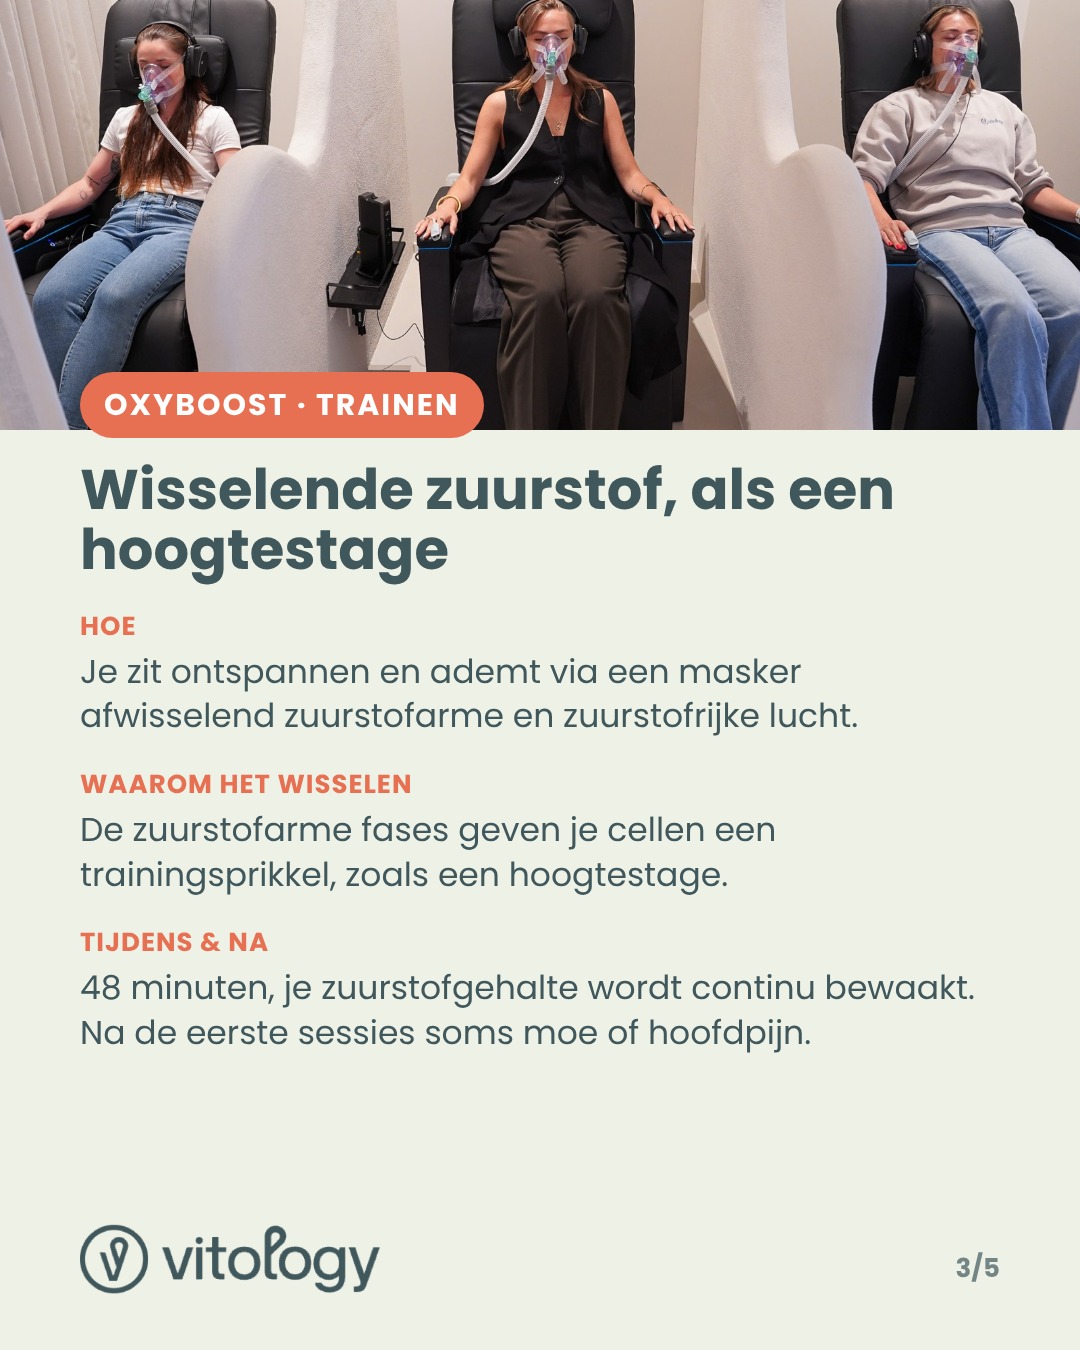 OXYBOOST · TRAINEN
Wisselende zuurstof, als een
hoogtestage
HOE
Je zit ontspannen en ademt via een masker
afwisselend zuurstofarme en zuurstofrijke lucht.
WAAROM HET WISSELEN
De zuurstofarme fases geven je cellen een
trainingsprikkel, zoals een hoogtestage.
TIJDENS & NA
48 minuten, je zuurstofgehalte wordt continu bewaakt.
Na de eerste sessies soms moe of hoofdpijn.
vitology
3/5